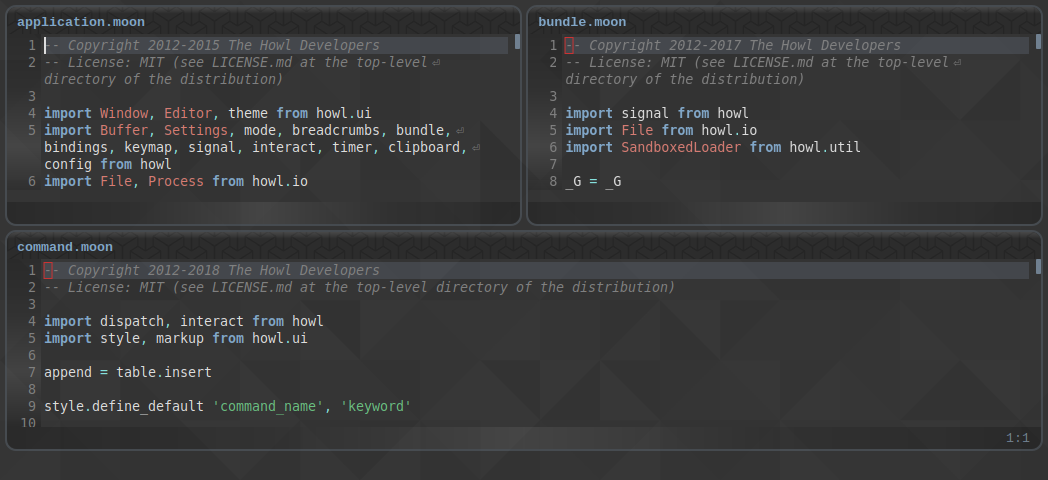 application.moon
1 -- Copyright 2012-2015 The Howl Developers
2 -- License: MIT (see LICENSE.md at the top-level ⏎
directory of the distribution)
3
4 import Window, Editor, theme from howl.ui
5 import Buffer, Settings, mode, breadcrumbs, bundle, ⏎
bindings, keymap, signal, interact, timer, clipboard, ⏎
config from howl
6 import File, Process from howl.io
bundle.moon
1 -- Copyright 2012-2017 The Howl Developers
2 -- License: MIT (see LICENSE.md at the top-level ⏎
directory of the distribution)
3
4 import signal from howl
5 import File from howl.io
6 import SandboxedLoader from howl.util
7
8 _G = _G
command.moon
1 -- Copyright 2012-2018 The Howl Developers
2 -- License: MIT (see LICENSE.md at the top-level directory of the distribution)
3
4 import dispatch, interact from howl
5 import style, markup from howl.ui
6
7 append = table.insert
8
9 style.define_default 'command_name', 'keyword'
10
1:1